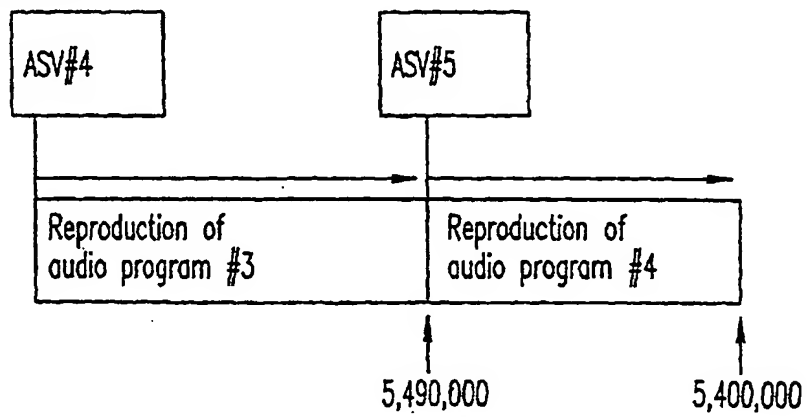 ASV#4
ASV#5
Reproduction of
audio program #3
Reproduction of
audio program #4
5,490,000
5,400,000